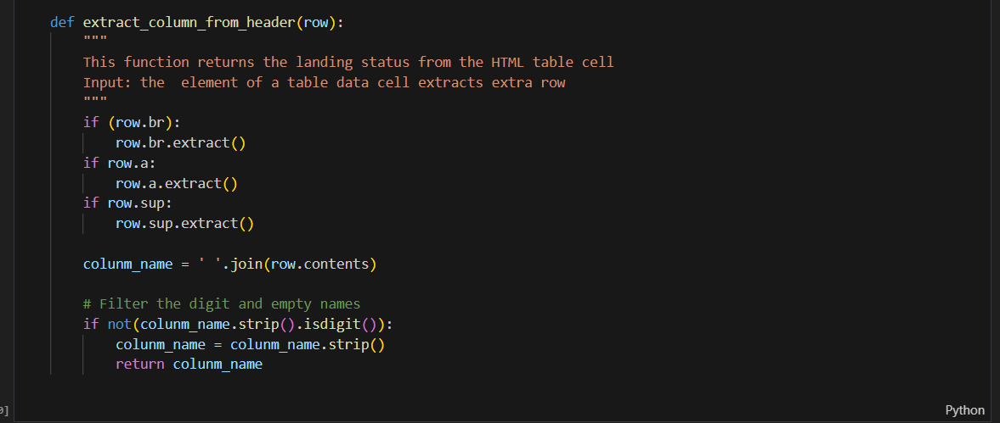 def extract_column_from_header(row):
    """
    This function returns the landing status from the HTML table cell
    Input: the  element of a table data cell extracts extra row
    """
    if (row.br):
        row.br.extract()
    if row.a:
        row.a.extract()
    if row.sup:
        row.sup.extract()

    colunm_name = ' '.join(row.contents)

    # Filter the digit and empty names
    if not(colunm_name.strip().isdigit()):
        colunm_name = colunm_name.strip()
        return colunm_name
Python